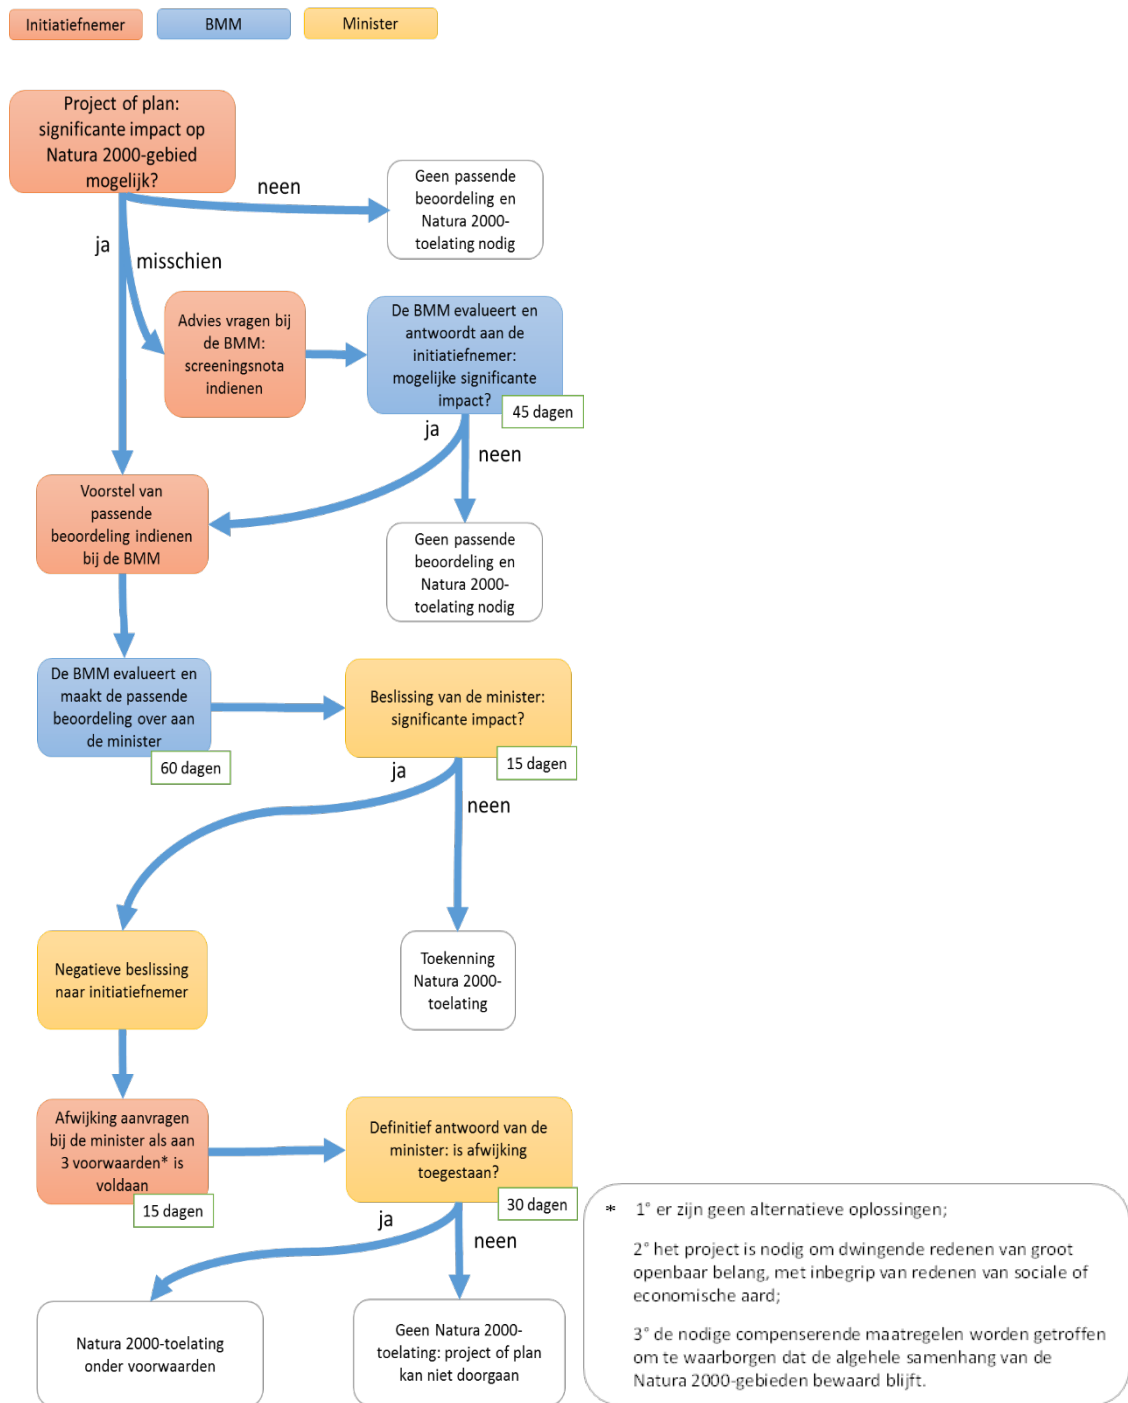 Initiatiefnemer
BMM
Minister
Project of plan:
significante impact op
Natura 2000-gebied
mogelijk?
neen
Geen passende
beoordeling en
Natura 2000-
toelating nodig
ja
misschien
Advies vragen bij
de BMM:
screeningsnota
indienen
De BMM evalueert en
antwoordt aan de
initiatiefnemer:
mogelijke significante
impact?
45 dagen
ja
neen
Voorstel van
passende
beoordeling indienen
bij de BMM
Geen passende
beoordeling en
Natura 2000-
toelating nodig
De BMM evalueert en
maakt de passende
beoordeling over aan
de minister
60 dagen
Beslissing van de minister:
significante impact?
15 dagen
ja
neen
Negatieve beslissing
naar initiatiefnemer
Toekenning
Natura 2000-
toelating
Afwijking aanvragen
bij de minister als aan
3 voorwaarden* is
voldaan
15 dagen
Definitief antwoord van de
minister: is afwijking
toegestaan?
30 dagen
ja
neen
Natura 2000-toelating
onder voorwaarden
Geen Natura 2000-
toelating: project of plan
kan niet doorgaan
* 1° er zijn geen alternatieve oplossingen;
2° het project is nodig om dwingende redenen van groot
openbaar belang, met inbegrip van redenen van sociale of
economische aard;
3° de nodige compenserende maatregelen worden getroffen
om te waarborgen dat de algehele samenhang van de
Natura 2000-gebieden bewaard blijft.